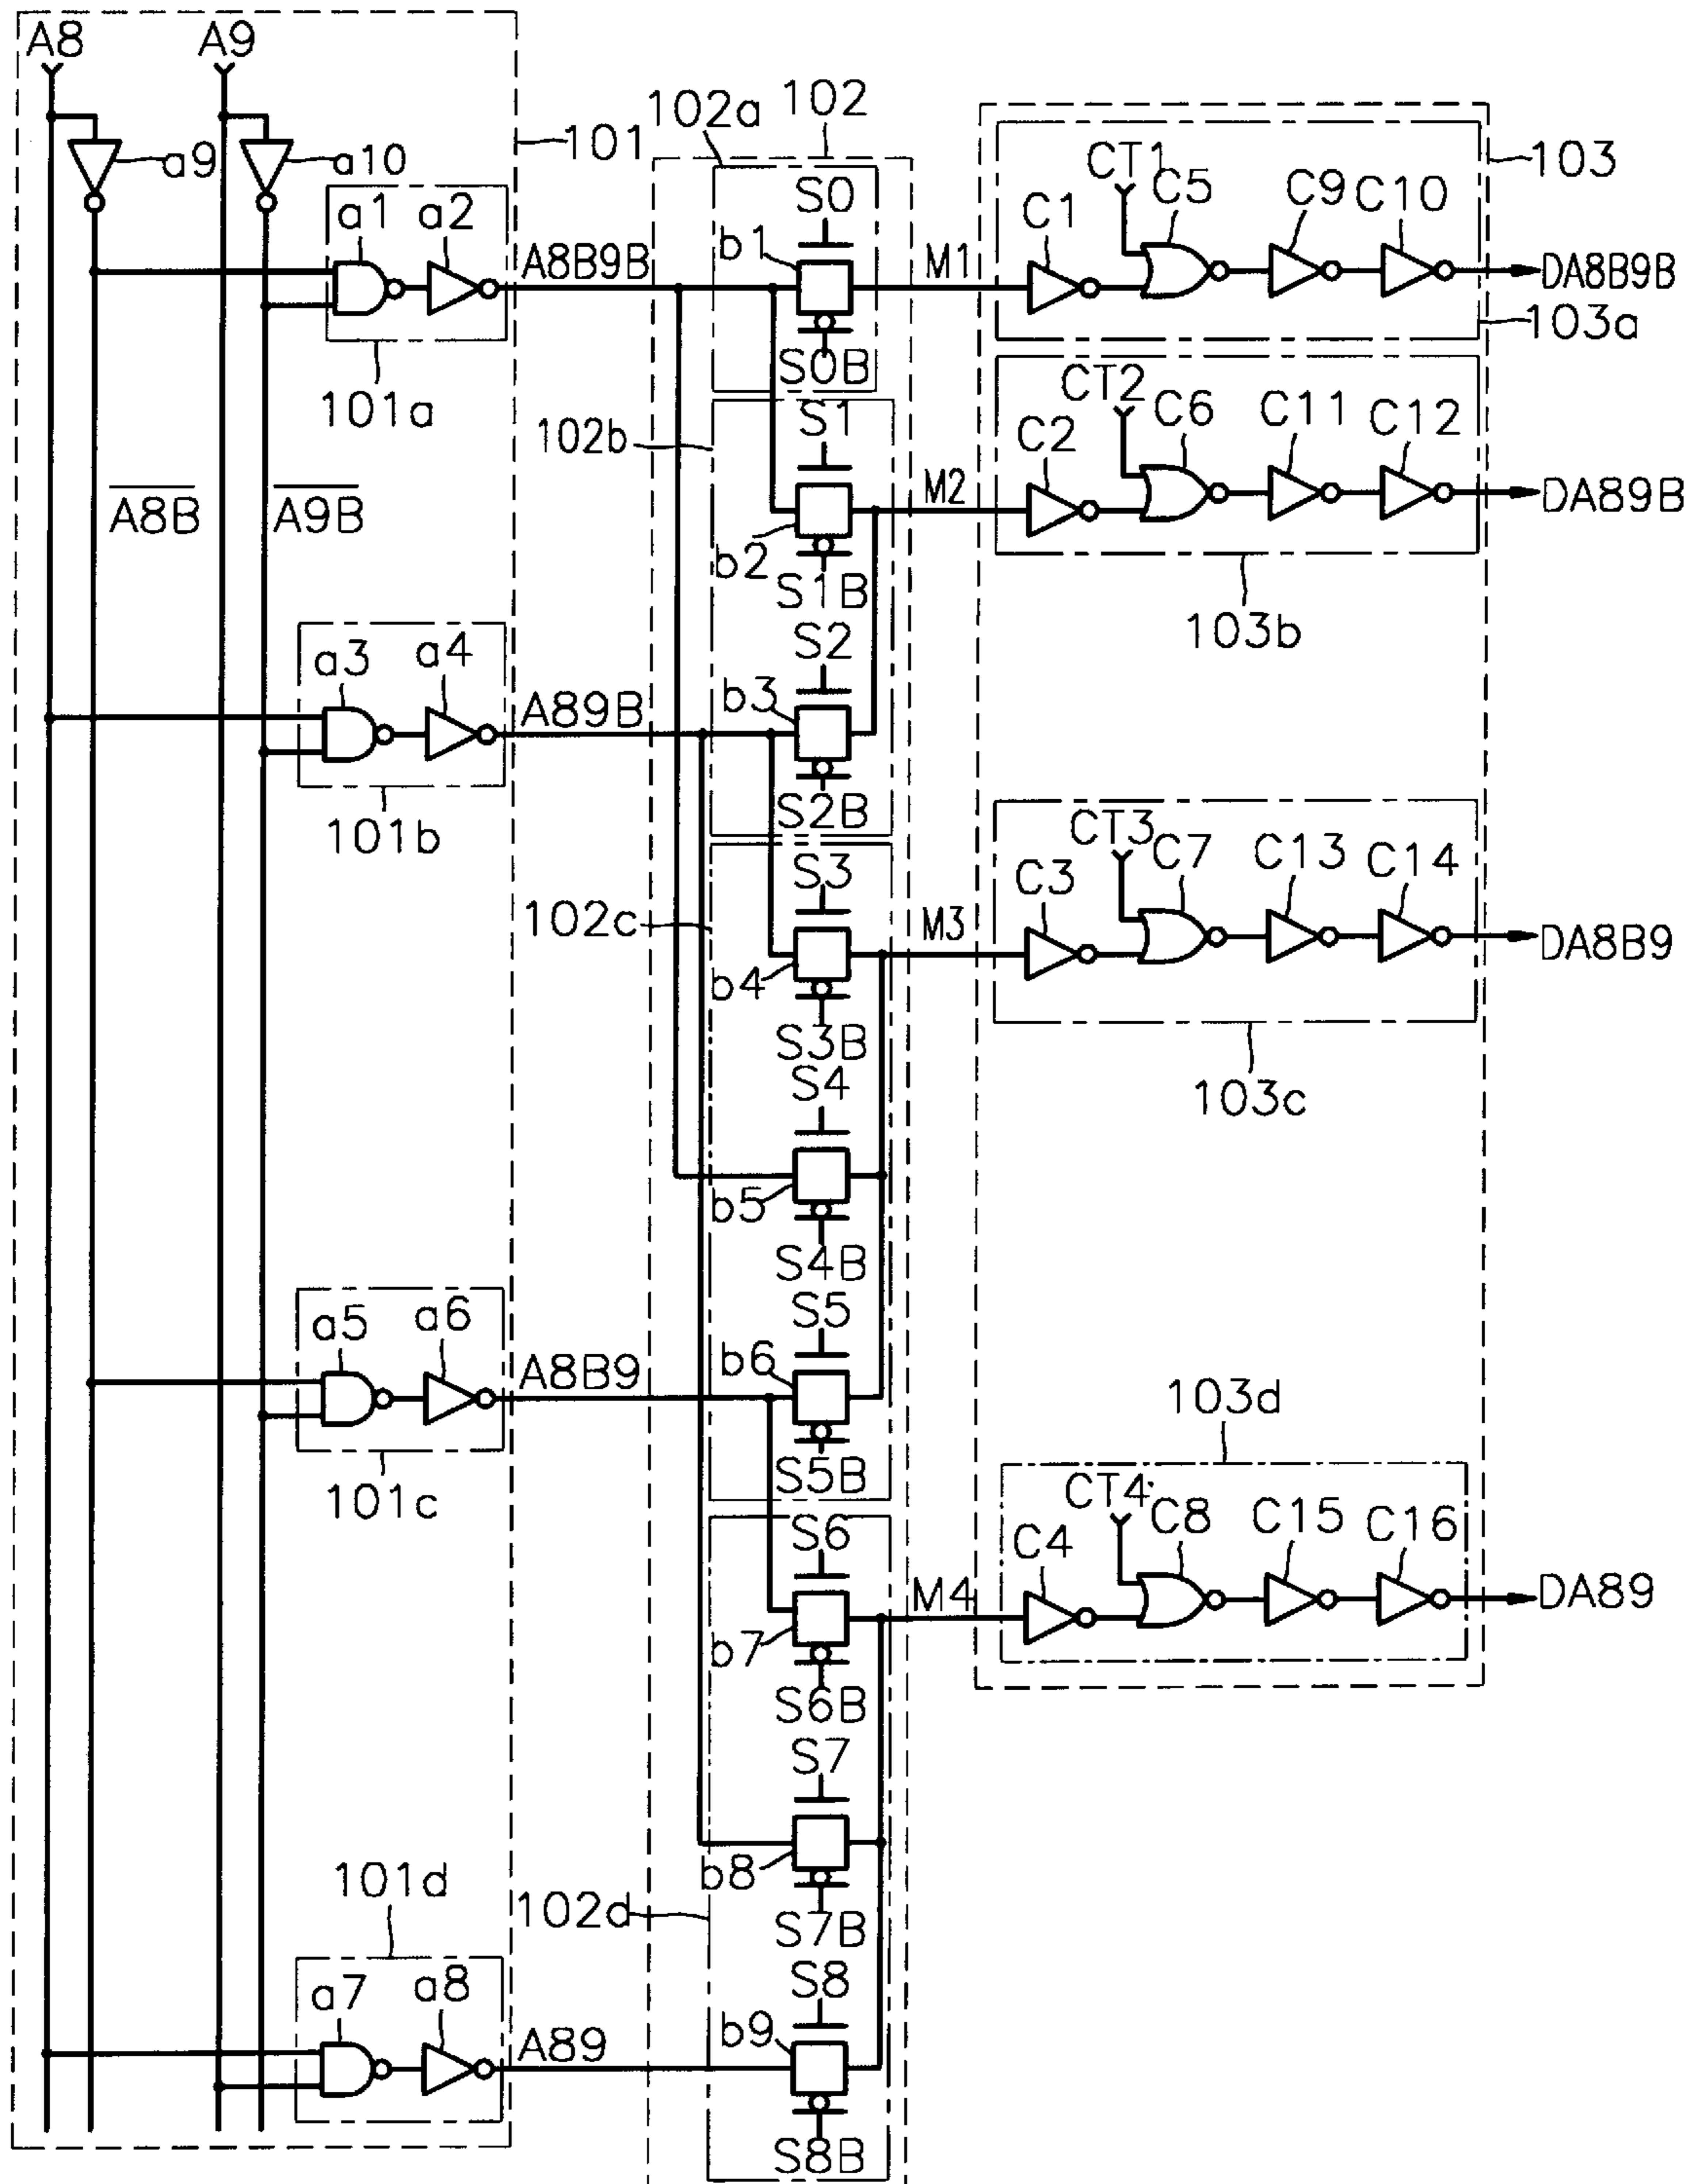 A8 A9
a9 a10 101
102a 102
103
S0 CT1 C5 C9 C10 C1
a1 a2 A8B9B b1 M1 DA8B9B
103a
S0B
101a
102b S1 CT2 C6 C11 C12 C2
A8B A9B M2 DA89B
b2
S1B
103b
S2
a3 a4 A89B b3
S2B
101b
S3 CT3 C7 C13 C14 C3
102c M3 DA8B9
b4
S3B
S4
103c
b5
S4B
S5
a5 a6 A8B9 b6
103d
S5B
101c
S6 CT4 C8 C15 C16 C4
M4 DA89
b7
S6B
S7
b8
101d
102d S7B
S8
a7 a8 A89 b9
S8B